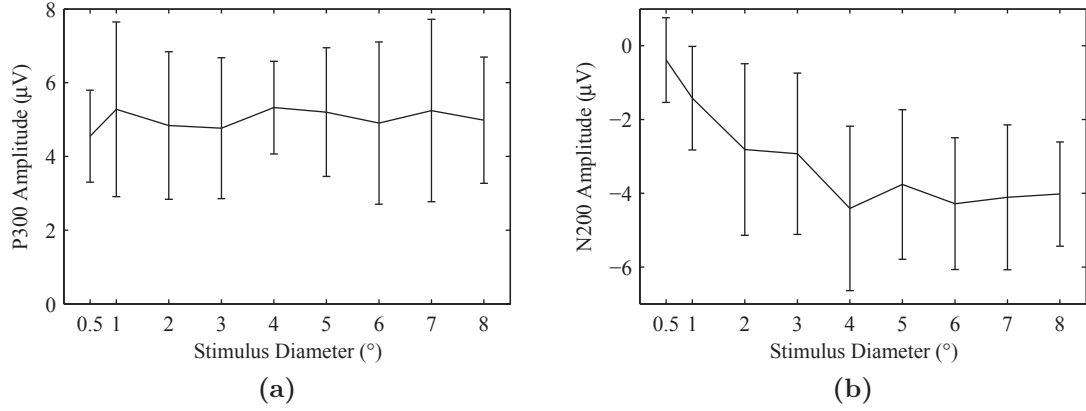 8
6
4
2
0
P300 Amplitude (μV)
0.5 1 2 3 4 5 6 7 8
Stimulus Diameter (°)
(a)
0
−2
−4
−6
N200 Amplitude (μV)
0.5 1 2 3 4 5 6 7 8
Stimulus Diameter (°)
(b)